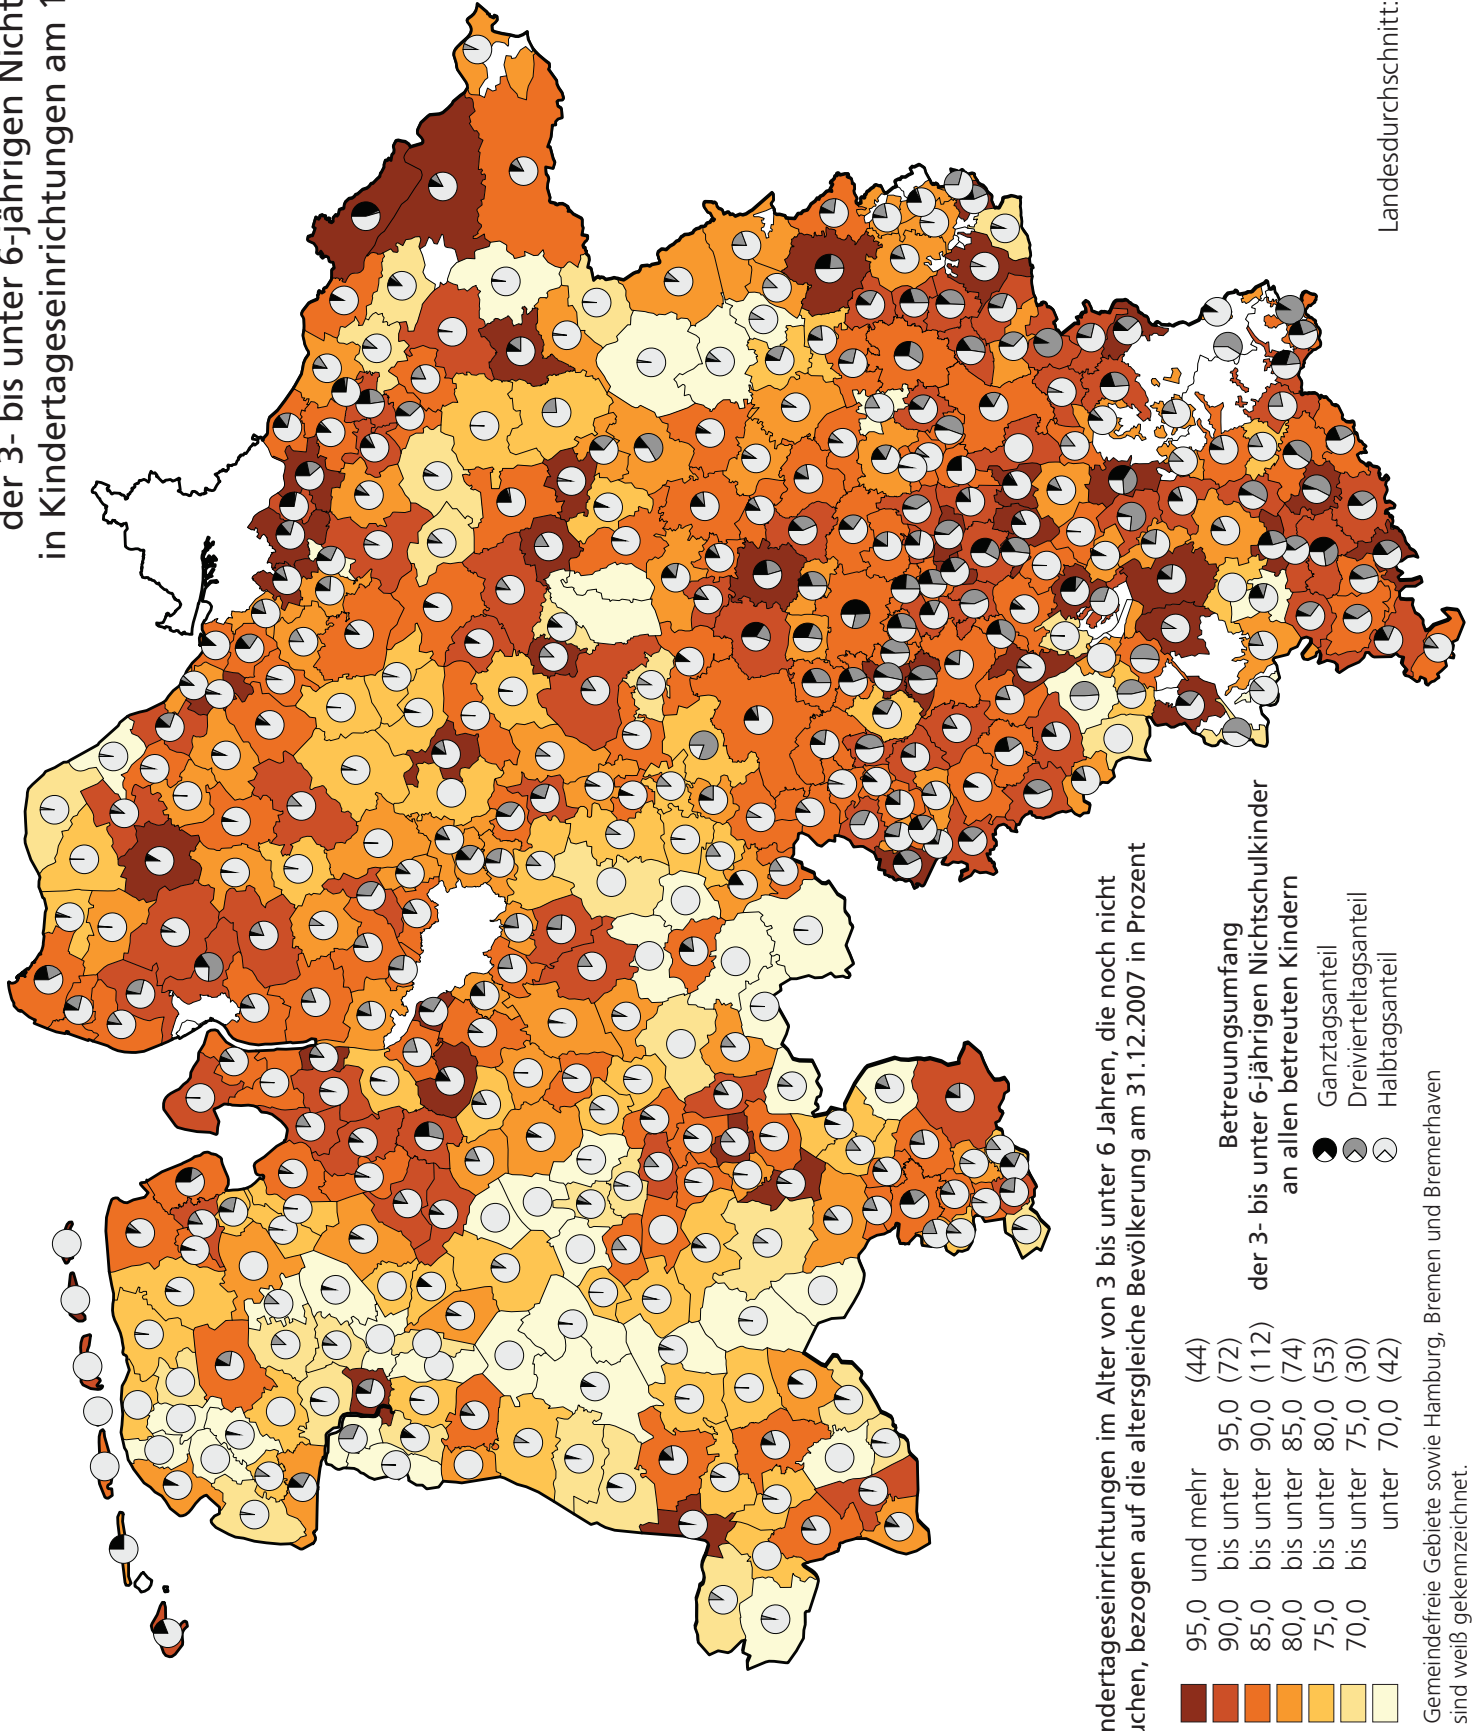 der 3- bis unter 6-jährigen Nicht
in Kindertageseinrichtungen am 1
ndertageseinrichtungen im Alter von 3 bis unter 6 Jahren, die noch nicht
uchen, bezogen auf die altersgleiche Bevölkerung am 31.12.2007 in Prozent
95,0 und mehr (44)
90,0 bis unter 95,0 (72)
85,0 bis unter 90,0 (112)
80,0 bis unter 85,0 (74)
75,0 bis unter 80,0 (53)
70,0 bis unter 75,0 (30)
unter 70,0 (42)
Betreuungsumfang
der 3- bis unter 6-jährigen Nichtschulkinder
an allen betreuten Kindern
Ganztagsanteil
Dreivierteltagsanteil
Halbtagsanteil
Landesdurchschnitt:
Gemeindefreie Gebiete sowie Hamburg, Bremen und Bremerhaven
sind weiß gekennzeichnet.